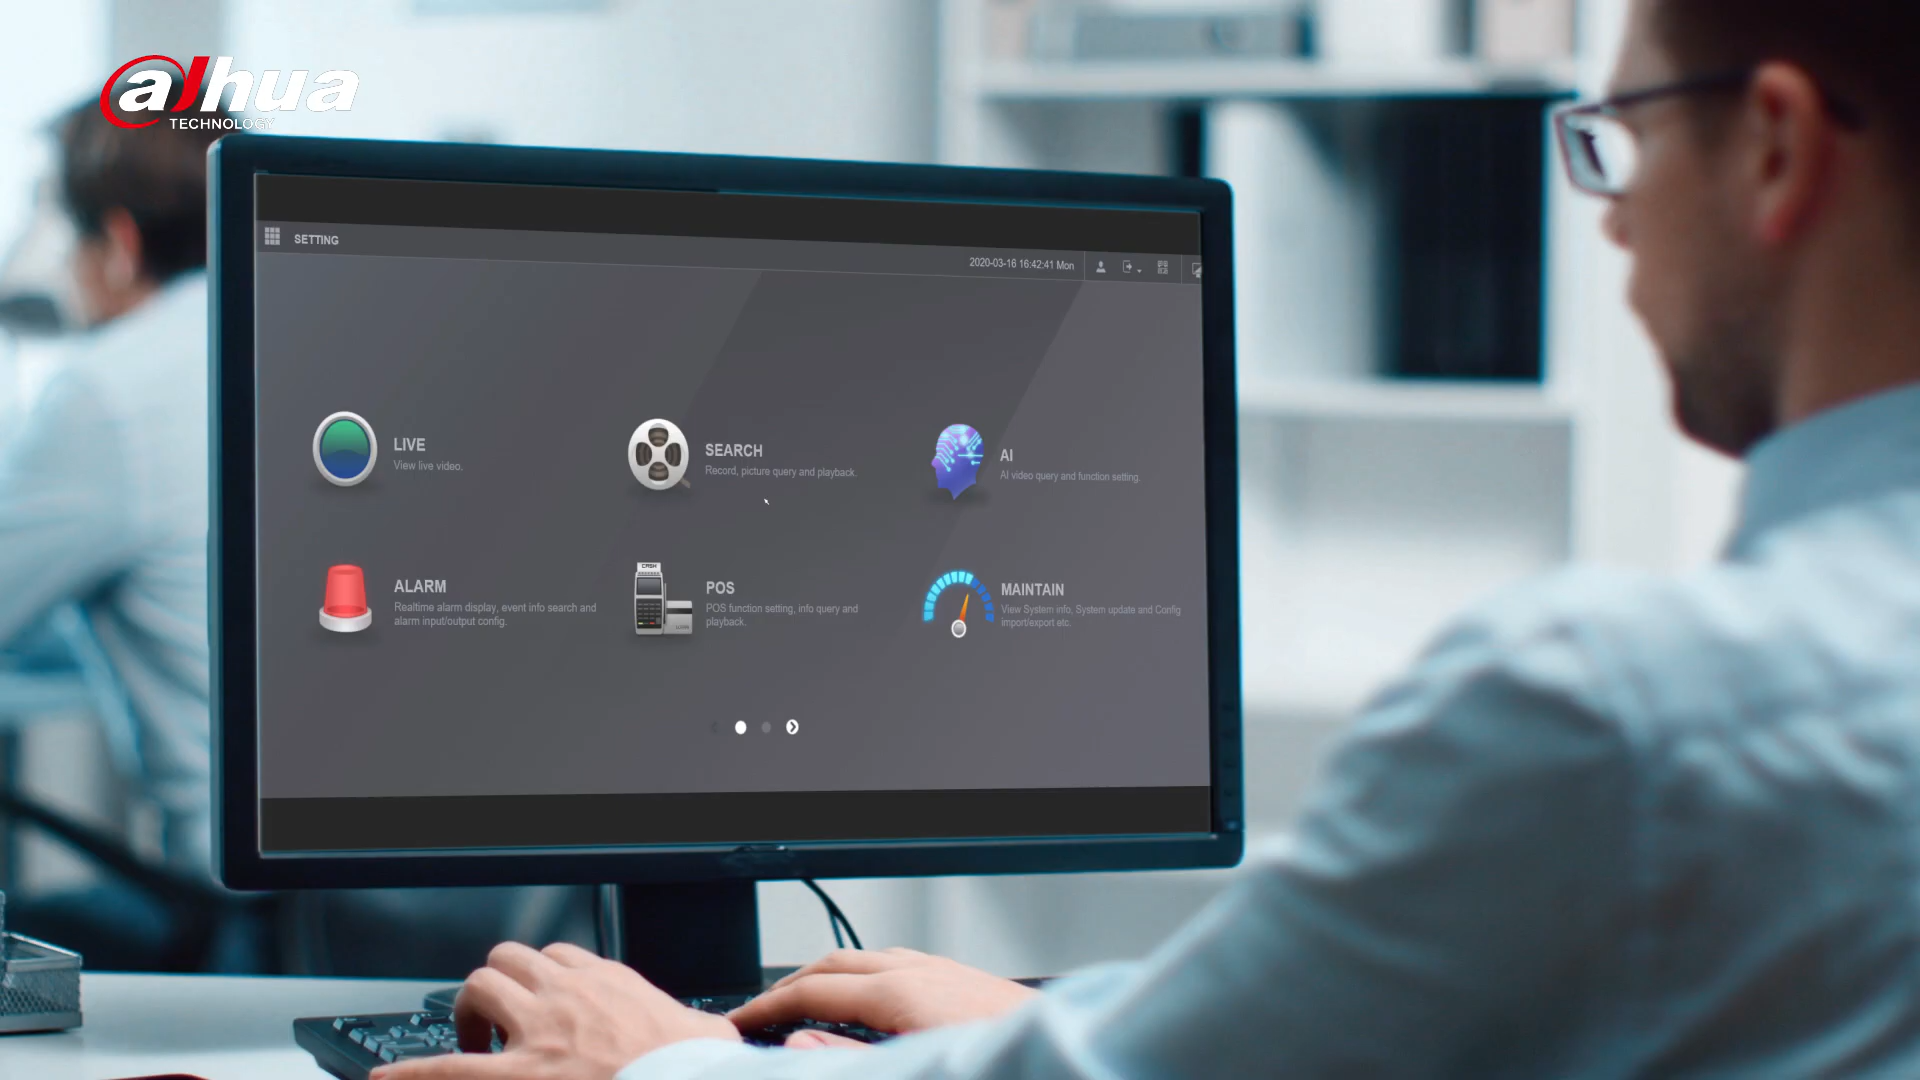 alhua
TECHNOLOGY
SETTING
2020-03-16 16:42:41 Mon
LIVE
View live video.
SEARCH
Record, picture query and playback.
AI
AI video query and function setting.
ALARM
Realtime alarm display, event info search and
alarm input/output config.
CASH
POS
POS function setting, info query and
playback.
MAINTAIN
View System info, System update and Config
import/export etc.